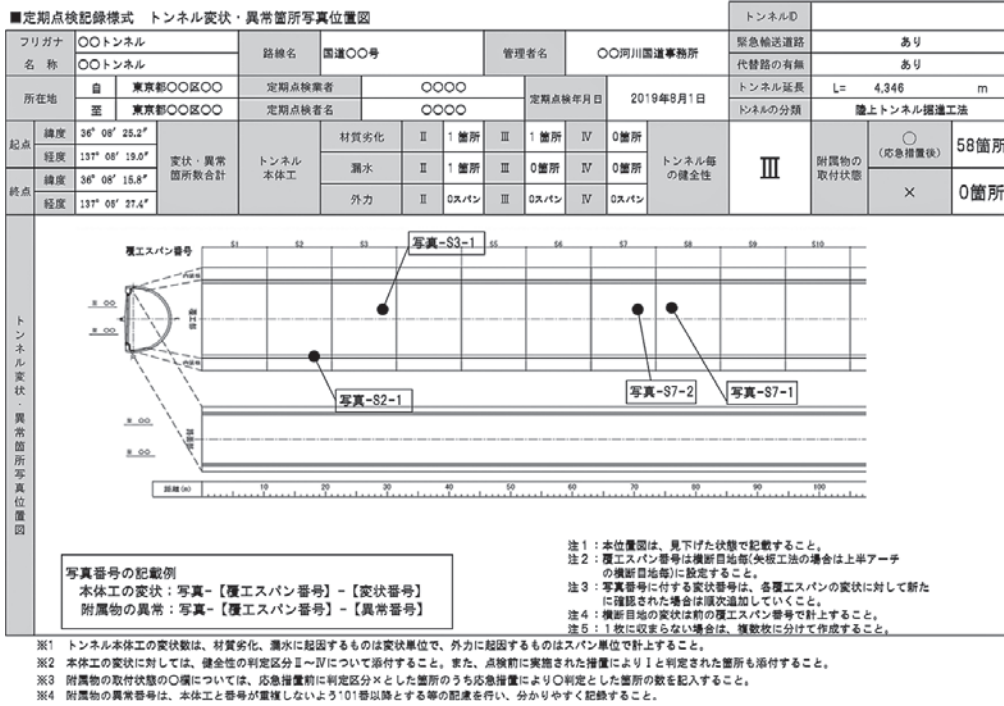 ■定期点検記録様式　トンネル変状・異常箇所写真位置図
トンネルID
フリガナ　〇〇トンネル
名　称　〇〇トンネル
路線名　国道〇〇号
管理者名　〇〇河川国道事務所
緊急輸送道路　あり
代替路の有無　あり
所在地
自　東京都〇〇区〇〇
至　東京都〇〇区〇〇
定期点検業者　〇〇〇〇
定期点検者名　〇〇〇〇
定期点検年月日　2019年8月1日
トンネル延長　L=　4,346　m
トンネルの分類　陸上トンネル掘進工法
起点
緯度　36° 08′ 25.2″
経度　137° 08′ 19.0″
終点
緯度　36° 08′ 15.8″
経度　137° 08′ 27.4″
変状・異常
箇所数合計
トンネル
本体工
材質劣化　Ⅱ　1箇所　Ⅲ　1箇所　Ⅳ　0箇所
漏水　Ⅱ　1箇所　Ⅲ　0箇所　Ⅳ　0箇所
外力　Ⅱ　0スパン　Ⅲ　0スパン　Ⅳ　0スパン
トンネル毎
の健全性
Ⅲ
附属物の
取付状態
〇
(応急措置後)
58箇所
×
0箇所
トンネル変状・異常箇所写真位置図
覆工スパン番号
S1　S2　S3　S5　S6　S7　S8　S9　S10
写真-S3-1
写真-S2-1
写真-S7-2
写真-S7-1
至 〇〇
至 〇〇
至 〇〇
至 〇〇
距離(m)
10　20　30　40　50　60　70　80　90　100
写真番号の記載例
本体工の変状：写真-【覆工スパン番号】-【変状番号】
附属物の異常：写真-【覆工スパン番号】-【異常番号】
注1：本位置図は、見下げた状態で記載すること。
注2：覆工スパン番号は横断目地毎(矢板工法の場合は上半アーチ
の横断目地毎)に設定すること。
注3：写真番号に付する変状番号は、各覆工スパンの変状に対して新た
に確認された場合は順次追加していくこと。
注4：横断目地の変状は前の覆工スパン番号で計上すること。
注5：1枚に収まらない場合は、複数枚に分けて作成すること。
※1　トンネル本体工の変状数は、材質劣化、漏水に起因するものは変状単位で、外力に起因するものはスパン単位で計上すること。
※2　本体工の変状に対しては、健全性の判定区分Ⅱ～Ⅳについて添付すること。また、点検前に実施された措置によりⅠと判定された箇所も添付すること。
※3　附属物の取付状態の〇欄については、応急措置前に判定区分×とした箇所のうち応急措置により〇判定とした箇所の数を記入すること。
※4　附属物の異常番号は、本体工と番号が重複しないよう101番以降とする等の配慮を行い、分かりやすく記録すること。